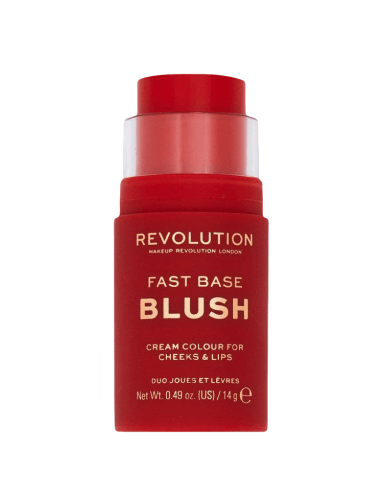 REVOLUTION
MAKEUP REVOLUTION LONDON
FAST BASE
BLUSH
CREAM COLOUR FOR
CHEEKS & LIPS
DUO JOUES ET LÈVRES
Net Wt. 0.49 oz. (US) / 14 g ℮